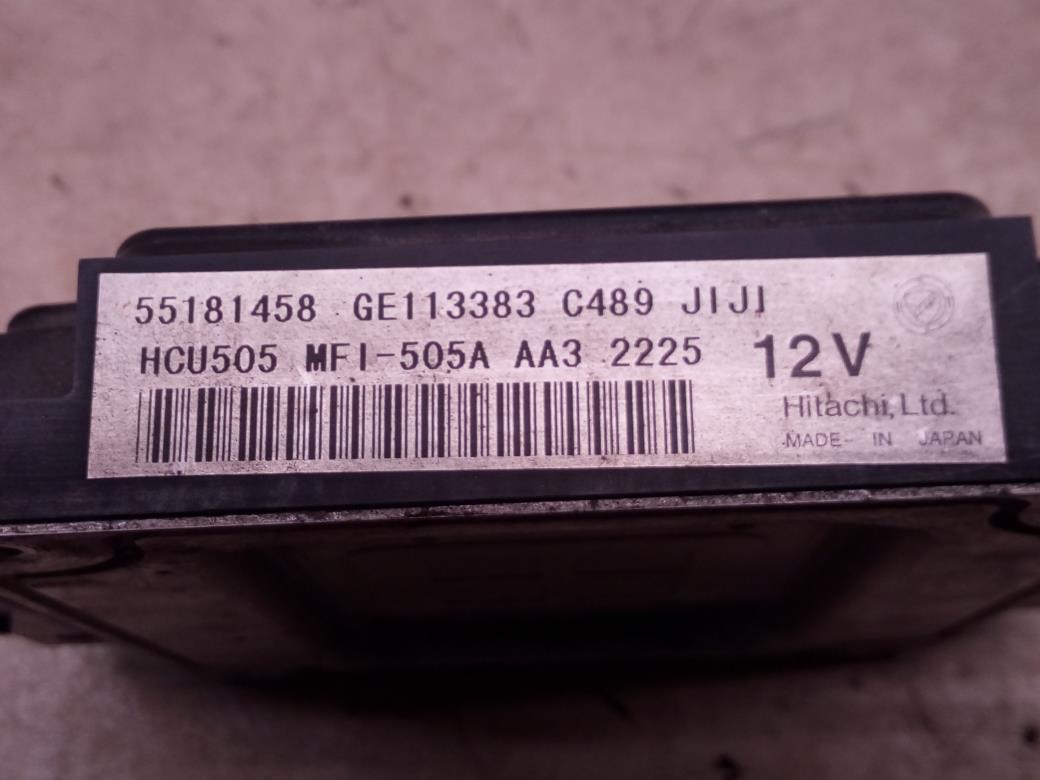 55181458 GE113383 C489 JIJI
HCU505 MFI-505A AA3 2225 12V
Hitachi, Ltd.
MADE IN JAPAN